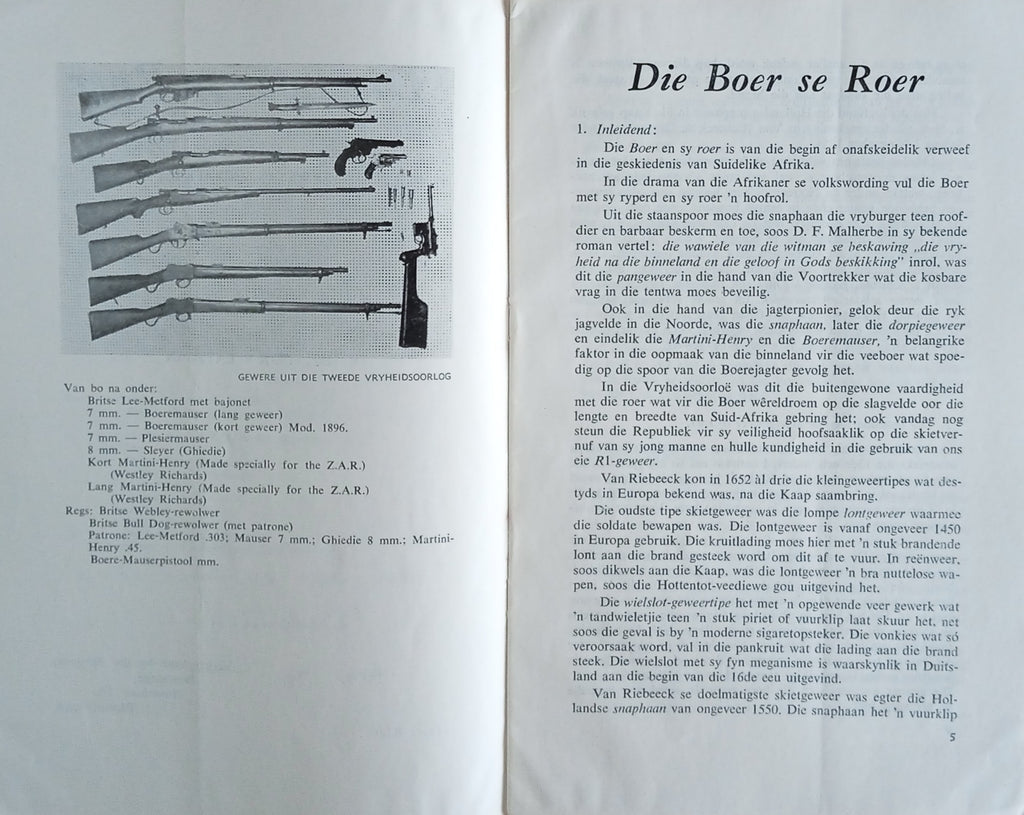 GEWERE UIT DIE TWEEDE VRYHEIDSOORLOG
Van bo na onder:
Britse Lee-Metford met bajonet
7 mm. — Boeremauser (lang geweer)
7 mm. — Boeremauser (kort geweer) Mod. 1896.
7 mm. — Plesiermauser
8 mm. — Sleyer (Ghiedie)
Kort Martini-Henry (Made specially for the Z.A.R.)
(Westley Richards)
Lang Martini-Henry (Made specially for the Z.A.R.)
(Westley Richards)
Regs: Britse Webley-rewolwer
Britse Bull Dog-rewolwer (met patrone)
Patrone: Lee-Metford .303; Mauser 7 mm.; Ghiedie 8 mm.; Martini-
Henry .45.
Boere-Mauserpistool mm.
Die Boer se Roer
1. Inleidend:
Die Boer en sy roer is van die begin af onafskeidelik verweef
in die geskiedenis van Suidelike Afrika.
In die drama van die Afrikaner se volkswording vul die Boer
met sy ryperd en sy roer 'n hoofrol.
Uit die staanspoor moes die snaphaan die vryburger teen roof-
dier en barbaar beskerm en toe, soos D. F. Malherbe in sy bekende
roman vertel: die wawiele van die witman se beskawing „die vry-
heid na die binneland en die geloof in Gods beskikking" inrol, was
dit die pangeweer in die hand van die Voortrekker wat die kosbare
vrag in die tentwa moes beveilig.
Ook in die hand van die jagterpionier, gelok deur die ryk
jagvelde in die Noorde, was die snaphaan, later die dorpiegeweer
en eindelik die Martini-Henry en die Boeremauser, 'n belangrike
faktor in die oopmaak van die binneland vir die veeboer wat spoe-
dig op die spoor van die Boerejagter gevolg het.
In die Vryheidsoorloë was dit die buitengewone vaardigheid
met die roer wat vir die Boer wêreldroem op die slagvelde oor die
lengte en breedte van Suid-Afrika gebring het; ook vandag nog
steun die Republiek vir sy veiligheid hoofsaaklik op die skietver-
nuf van sy jong manne en hulle kundigheid in die gebruik van ons
eie R1-geweer.
Van Riebeeck kon in 1652 àl drie die kleingeweertipes wat des-
tyds in Europa bekend was, na die Kaap saambring.
Die oudste tipe skietgeweer was die lompe lontgeweer waarmee
die soldate bewapen was. Die lontgeweer is vanaf ongeveer 1450
in Europa gebruik. Die kruitlading moes hier met 'n stuk brandende
lont aan die brand gesteek word om dit af te vuur. In reënweer,
soos dikwels aan die Kaap, was die lontgeweer 'n bra nuttelose wa-
pen, soos die Hottentot-veediewe gou uitgevind het.
Die wielslot-geweertipe het met 'n opgewende veer gewerk wat
'n tandwieletjie teen 'n stuk piriet of vuurklip laat skuur het, net
soos die geval is by 'n moderne sigaretopsteker. Die vonkies wat só
veroorsaak word, val in die pankruit wat die lading aan die brand
steek. Die wielslot met sy fyn meganisme is waarskynlik in Duits-
land aan die begin van die 16de eeu uitgevind.
Van Riebeeck se doelmatigste skietgeweer was egter die Hol-
landse snaphaan van ongeveer 1550. Die snaphaan het 'n vuurklip
5